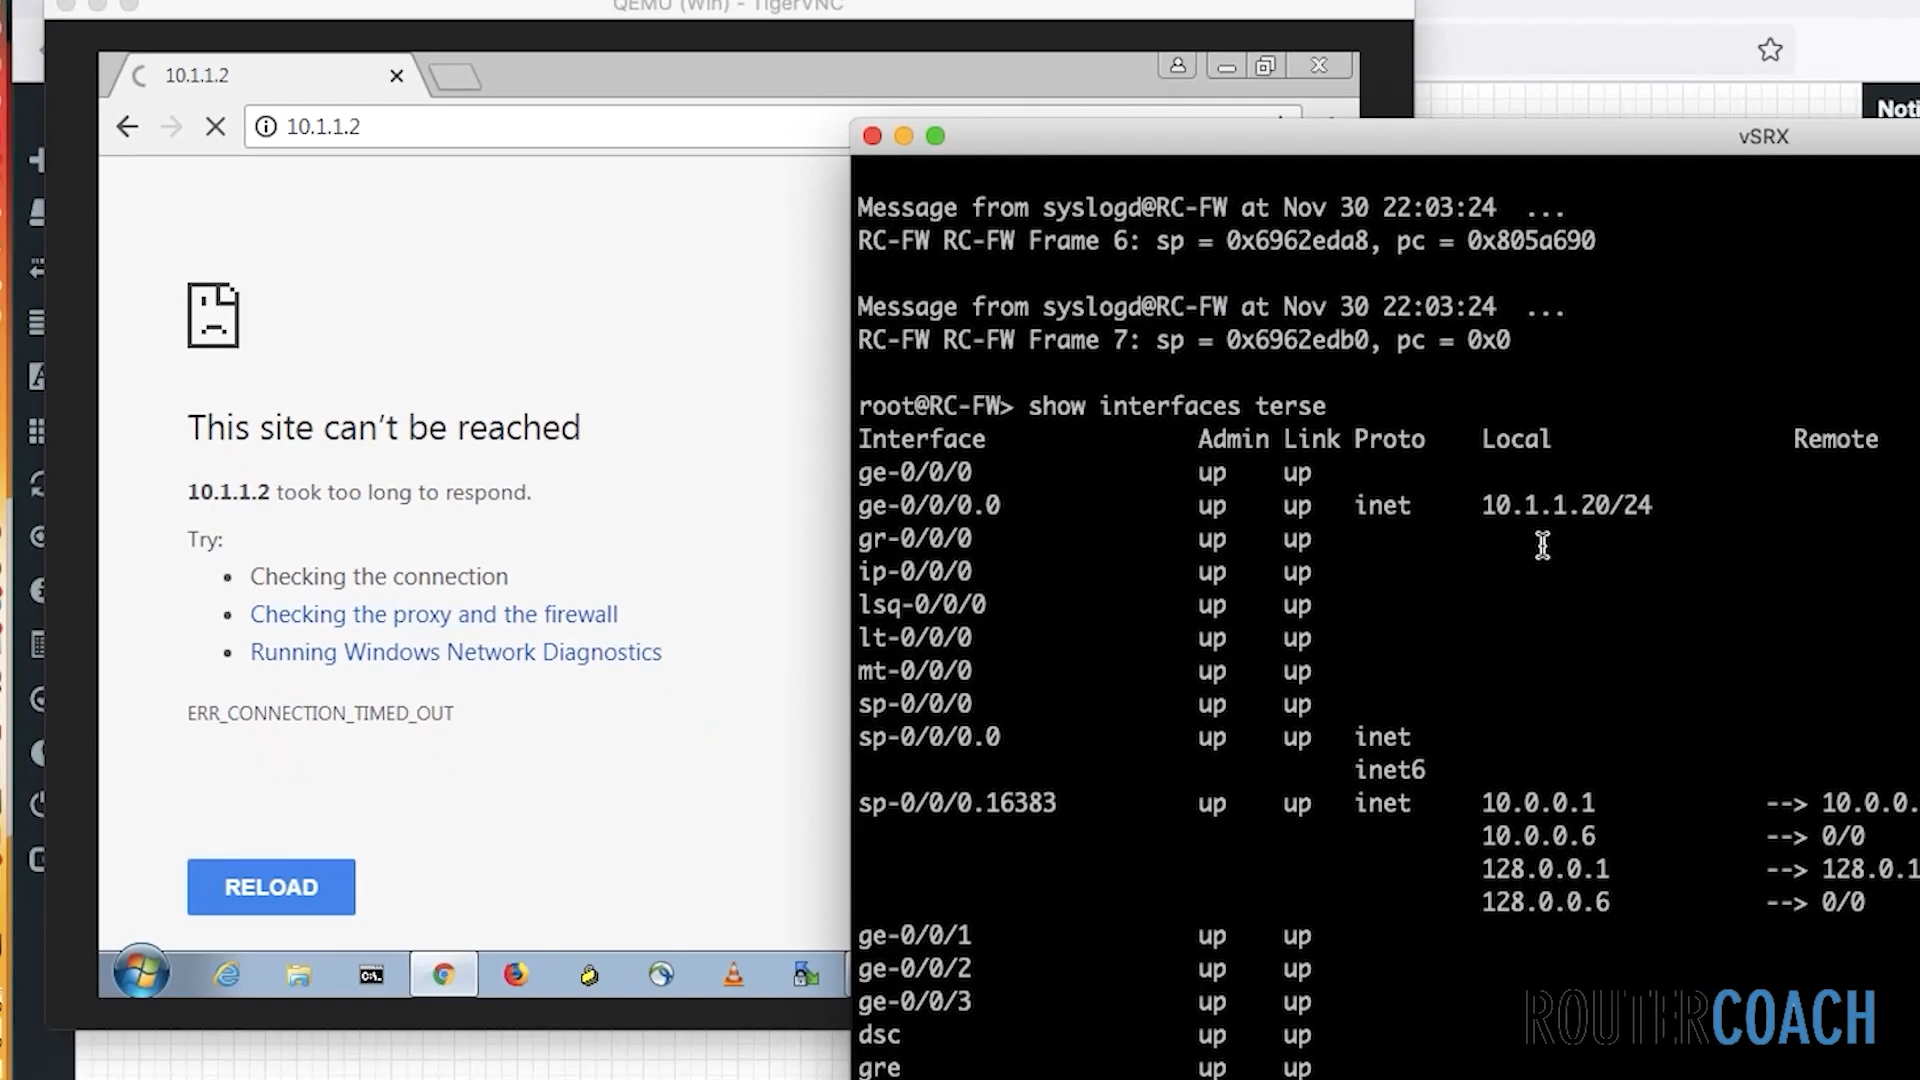 QEMU (Win) - TigerVNC
10.1.1.2
10.1.1.2
Noti
vSRX
This site can't be reached
10.1.1.2 took too long to respond.
Try:
Checking the connection
Checking the proxy and the firewall
Running Windows Network Diagnostics
ERR_CONNECTION_TIMED_OUT
RELOAD
Message from syslogd@RC-FW at Nov 30 22:03:24 ...
RC-FW RC-FW Frame 6: sp = 0x6962eda8, pc = 0x805a690
Message from syslogd@RC-FW at Nov 30 22:03:24 ...
RC-FW RC-FW Frame 7: sp = 0x6962edb0, pc = 0x0
root@RC-FW> show interfaces terse
Interface Admin Link Proto Local Remote
ge-0/0/0 up up
ge-0/0/0.0 up up inet 10.1.1.20/24
gr-0/0/0 up up
ip-0/0/0 up up
lsq-0/0/0 up up
lt-0/0/0 up up
mt-0/0/0 up up
sp-0/0/0 up up
sp-0/0/0.0 up up inet
inet6
sp-0/0/0.16383 up up inet 10.0.0.1 --> 10.0.0.
10.0.0.6 --> 0/0
128.0.0.1 --> 128.0.1
128.0.0.6 --> 0/0
ge-0/0/1 up up
ge-0/0/2 up up
ge-0/0/3 up up
dsc up up
gre up up
ROUTERCOACH